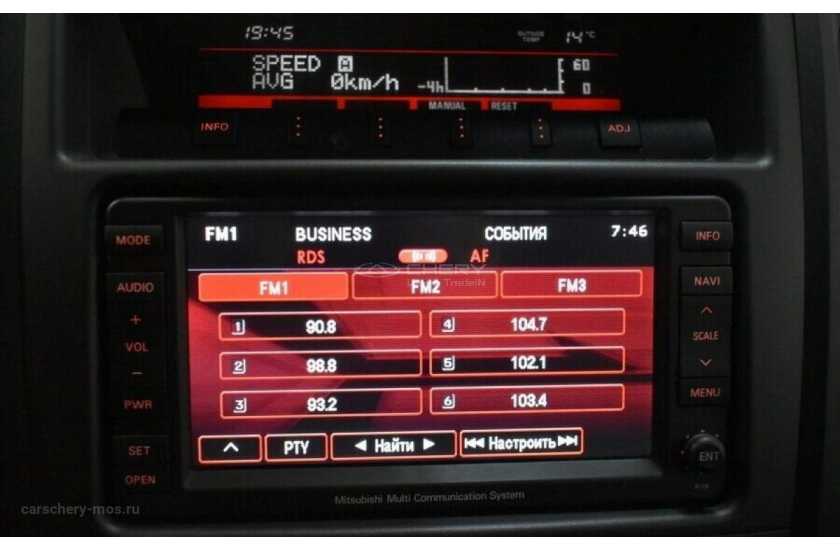 19:45 OUTSIDE TEMP 14°C
SPEED A 60
AVG 0km/h -4h 0
MANUAL RESET
INFO ADJ
MODE FM1 BUSINESS СОБЫТИЯ 7:46 INFO
RDS AF
CHERY
TradeIN
AUDIO FM1 FM2 FM3 NAVI
+ 1 90.8 4 104.7
VOL 2 98.8 5 102.1 SCALE
- 3 93.2 6 103.4 MENU
PWR
SET PTY ◄ Найти ► I◄◄ Настроить ►►I ENT
OPEN
Mitsubishi Multi Communication System
carschery-mos.ru